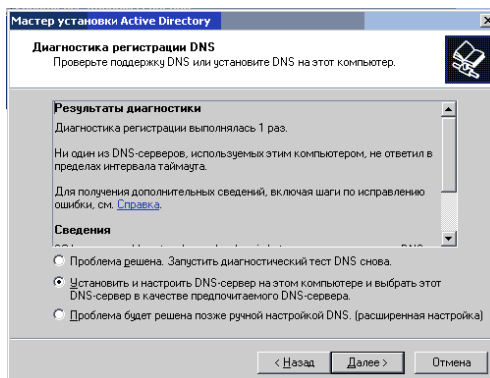 Мастер установки Active Directory
Диагностика регистрации DNS
Проверьте поддержку DNS или установите DNS на этот компьютер.
Результаты диагностики
Диагностика регистрации выполнялась 1 раз.
Ни один из DNS-серверов, используемых этим компьютером, не ответил в
пределах интервала таймаута.
Для получения дополнительных сведений, включая шаги по исправлению
ошибки, см. Справка.
Сведения
Проблема решена. Запустить диагностический тест DNS снова.
Установить и настроить DNS-сервер на этом компьютере и выбрать этот
DNS-сервер в качестве предпочитаемого DNS-сервера.
Проблема будет решена позже ручной настройкой DNS. (расширенная настройка)
< Назад
Далее >
Отмена